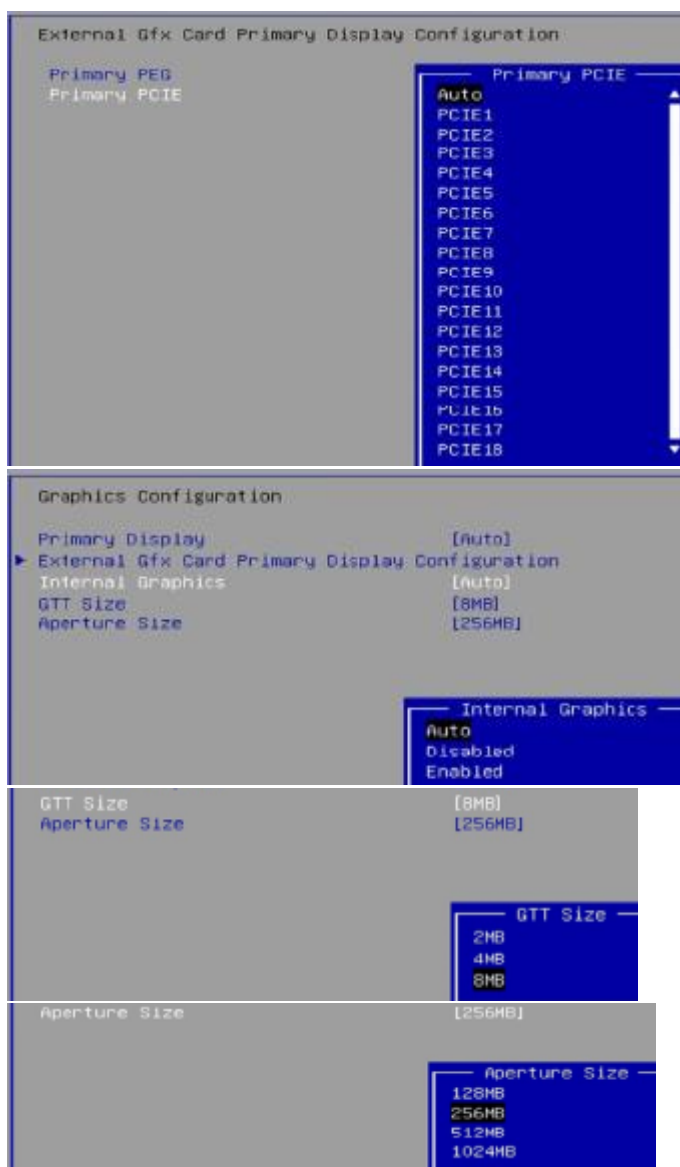 External Gfx Card Primary Display Configuration
Primary PEG
Primary PCIE
Primary PCIE
Auto
PCIE1
PCIE2
PCIE3
PCIE4
PCIE5
PCIE6
PCIE7
PCIE8
PCIE9
PCIE10
PCIE11
PCIE12
PCIE13
PCIE14
PCIE15
PCIE16
PCIE17
PCIE18
Graphics Configuration
Primary Display [Auto]
External Gfx Card Primary Display Configuration
Internal Graphics [Auto]
GTT Size [8MB]
Aperture Size [256MB]
Internal Graphics
Auto
Disabled
Enabled
GTT Size [8MB]
Aperture Size [256MB]
GTT Size
2MB
4MB
8MB
Aperture Size [256MB]
Aperture Size
128MB
256MB
512MB
1024MB